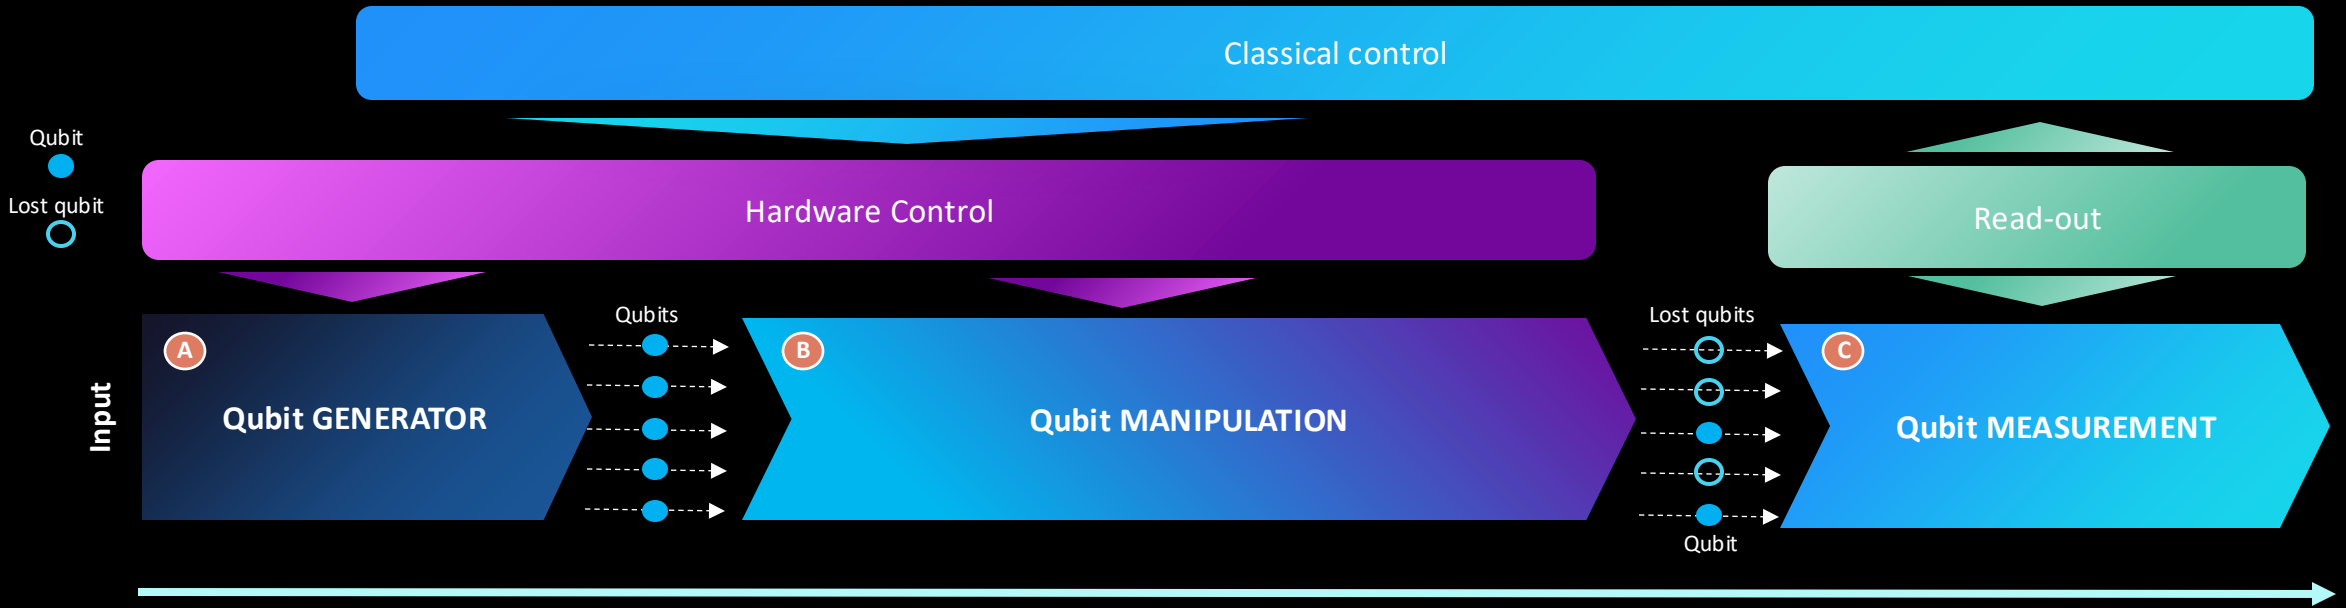 Classical control
Qubit
Lost qubit
Hardware Control
Read-out
Input
A
Qubit GENERATOR
Qubits
B
Qubit MANIPULATION
Lost qubits
Qubit
C
Qubit MEASUREMENT